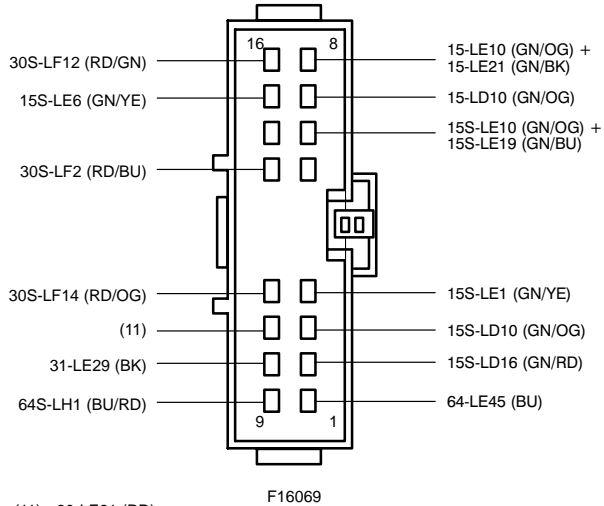 16
8
30S-LF12 (RD/GN)
15-LE10 (GN/OG) +
15-LE21 (GN/BK)
15S-LE6 (GN/YE)
15-LD10 (GN/OG)
15S-LE10 (GN/OG) +
15S-LE19 (GN/BU)
30S-LF2 (RD/BU)
30S-LF14 (RD/OG)
15S-LE1 (GN/YE)
(11)
15S-LD10 (GN/OG)
31-LE29 (BK)
15S-LD16 (GN/RD)
64S-LH1 (BU/RD)
64-LE45 (BU)
9
1
F16069